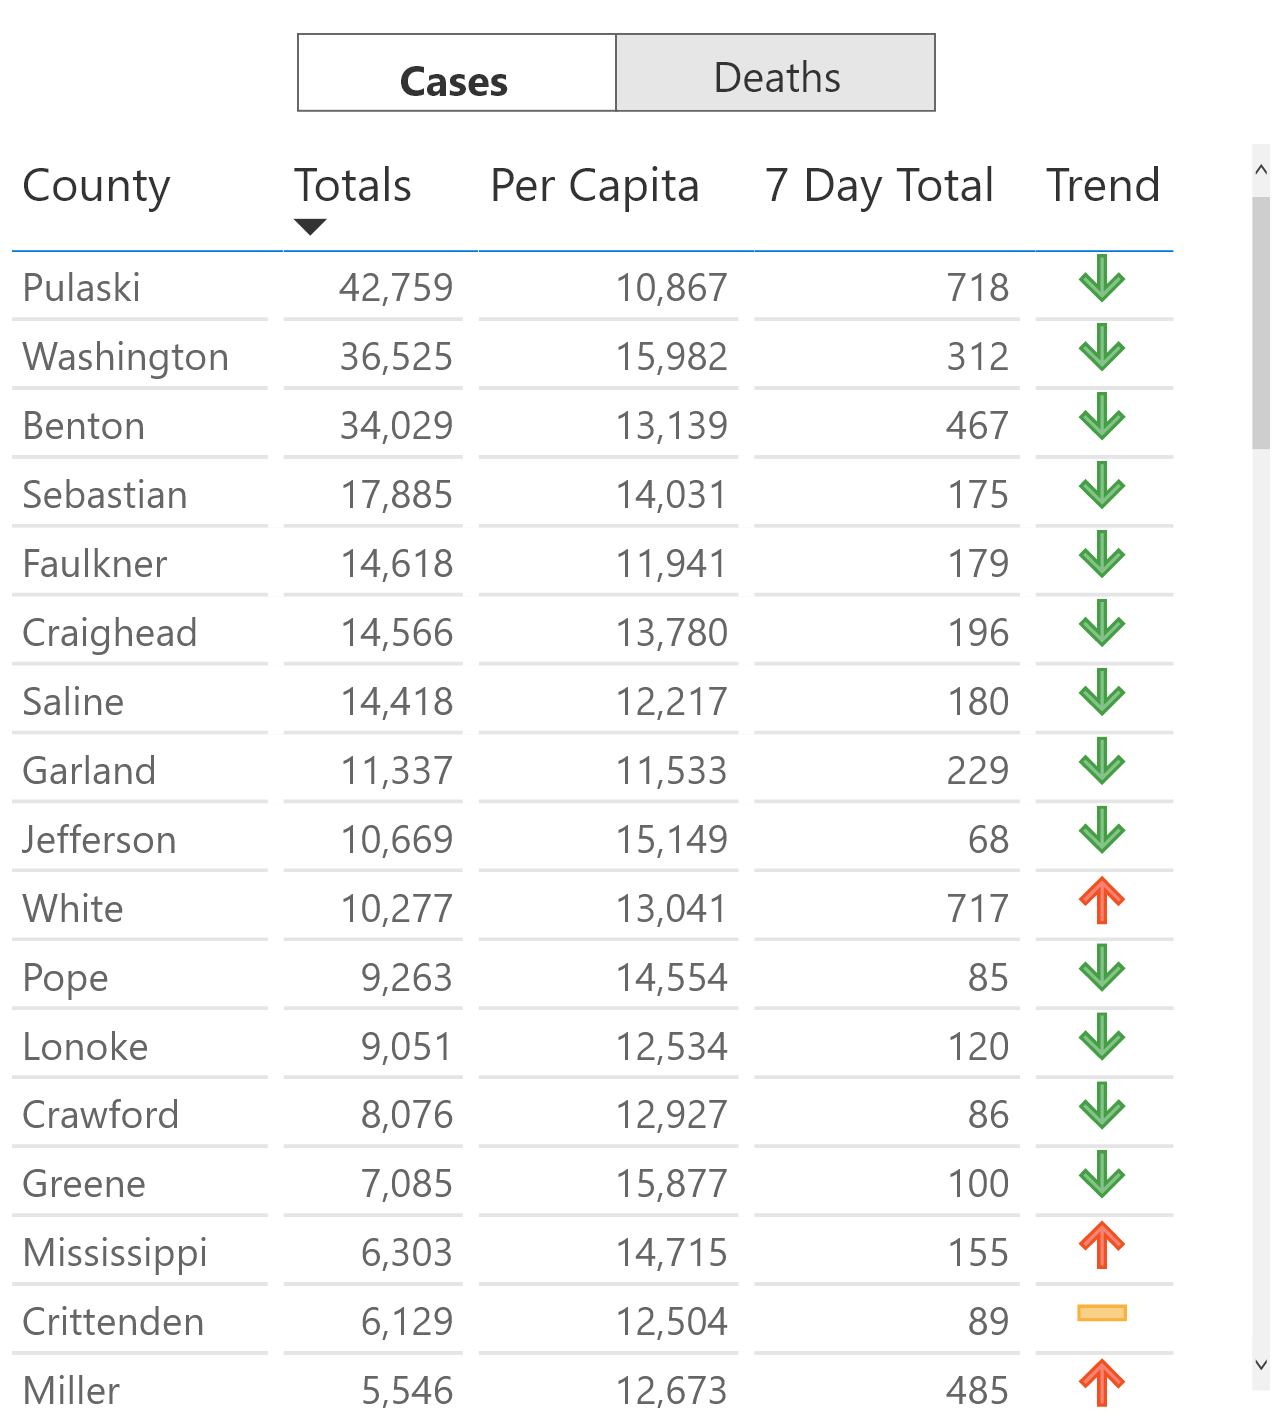 Cases Deaths
County Totals Per Capita 7 Day Total Trend
Pulaski 42,759 10,867 718
Washington 36,525 15,982 312
Benton 34,029 13,139 467
Sebastian 17,885 14,031 175
Faulkner 14,618 11,941 179
Craighead 14,566 13,780 196
Saline 14,418 12,217 180
Garland 11,337 11,533 229
Jefferson 10,669 15,149 68
White 10,277 13,041 717
Pope 9,263 14,554 85
Lonoke 9,051 12,534 120
Crawford 8,076 12,927 86
Greene 7,085 15,877 100
Mississippi 6,303 14,715 155
Crittenden 6,129 12,504 89
Miller 5,546 12,673 485